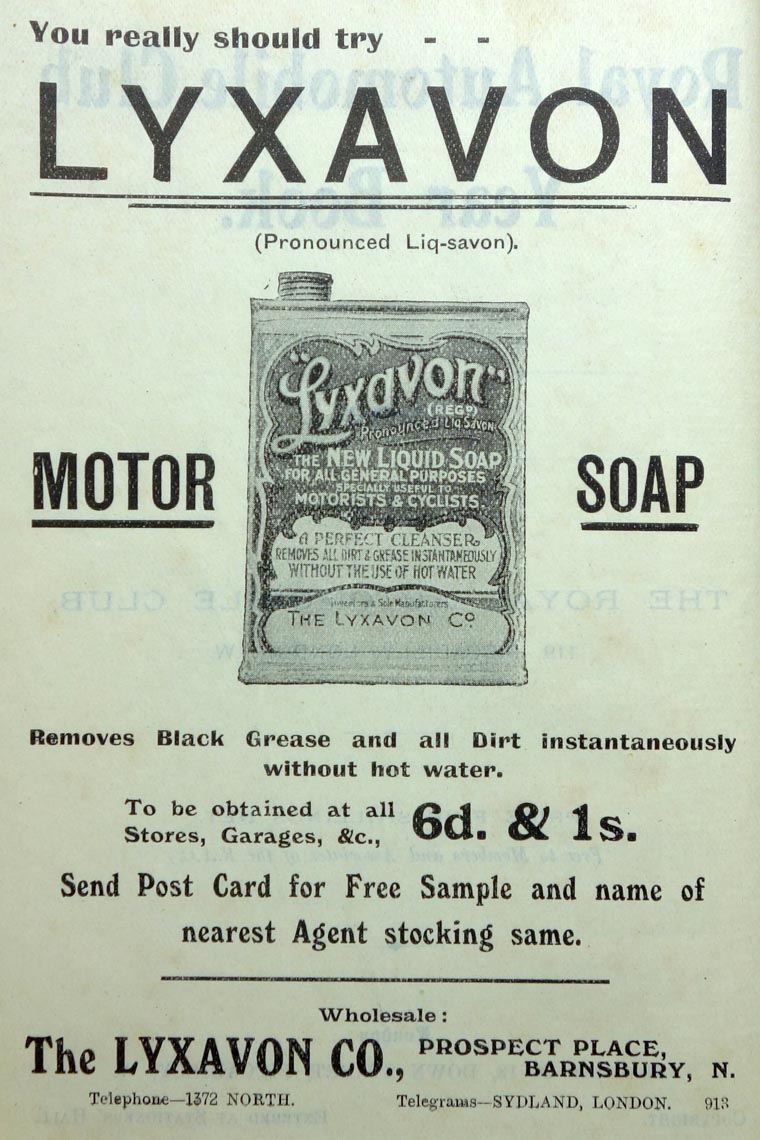 You really should try - -
LYXAVON
(Pronounced Liq-savon).
"Lyxavon"
(REGD)
Pronounced Liq Savon
THE NEW LIQUID SOAP
FOR ALL GENERAL PURPOSES
SPECIALLY USEFUL TO
MOTORISTS & CYCLISTS
A PERFECT CLEANSER
REMOVES ALL DIRT & GREASE INSTANTANEOUSLY
WITHOUT THE USE OF HOT WATER
& Sole Manufacturers
THE LYXAVON Co
MOTOR
SOAP
Removes Black Grease and all Dirt instantaneously
without hot water.
To be obtained at all
Stores, Garages, &c.,
6d. & 1s.
Send Post Card for Free Sample and name of
nearest Agent stocking same.
Wholesale:
The LYXAVON CO., PROSPECT PLACE,
BARNSBURY, N.
Telephone—1372 NORTH. Telegrams—SYDLAND, LONDON. 913